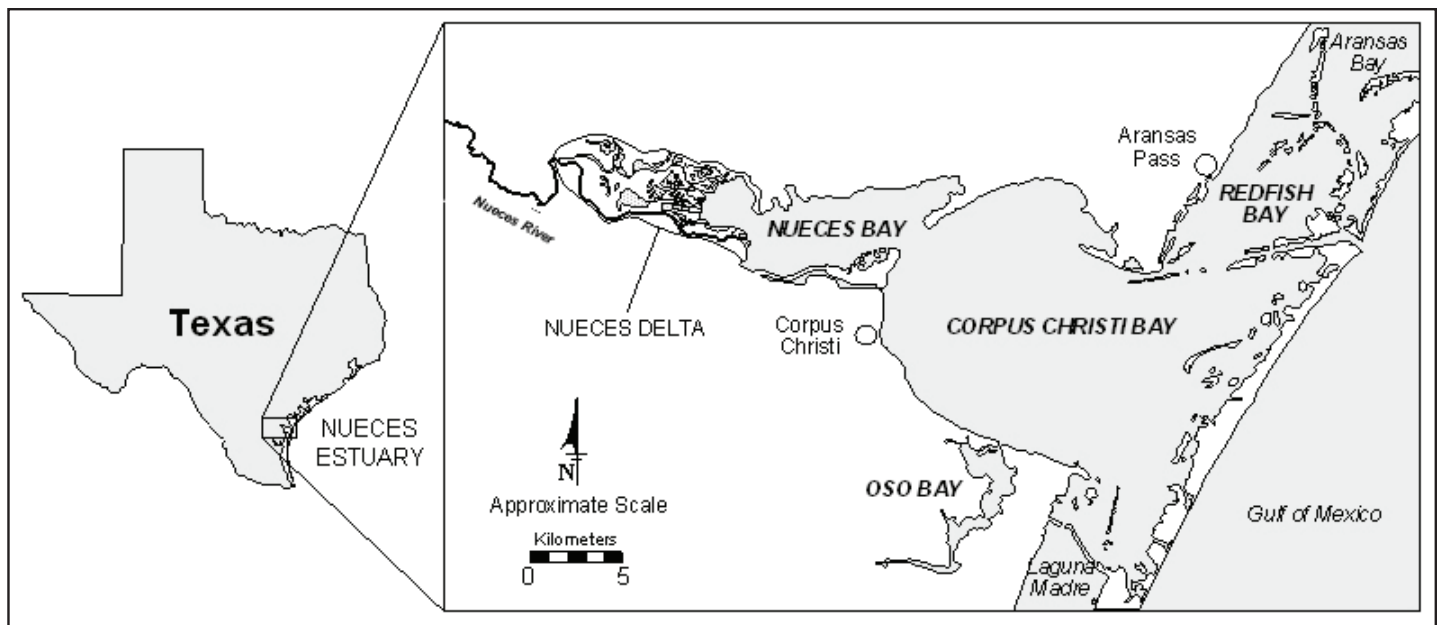 Texas
NUECES
ESTUARY
Nueces River
NUECES DELTA
NUECES BAY
Corpus
Christi
CORPUS CHRISTI BAY
Aransas
Pass
REDFISH
BAY
Aransas
Bay
OSO BAY
Laguna
Madre
Gulf of Mexico
N
Approximate Scale
Kilometers
0 5